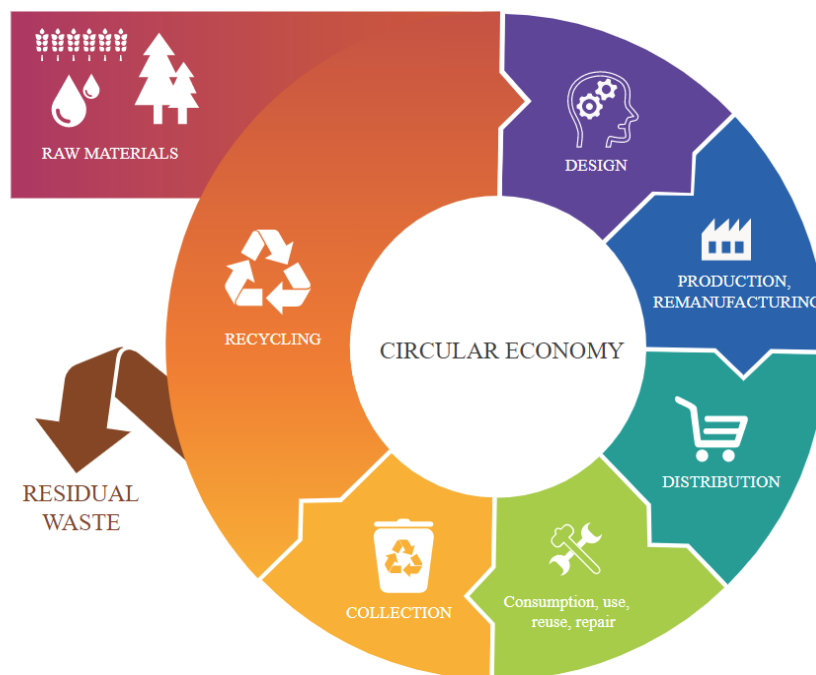 RAW MATERIALS
DESIGN
PRODUCTION,
REMANUFACTURING
RECYCLING
CIRCULAR ECONOMY
DISTRIBUTION
RESIDUAL
WASTE
COLLECTION
Consumption, use,
reuse, repair